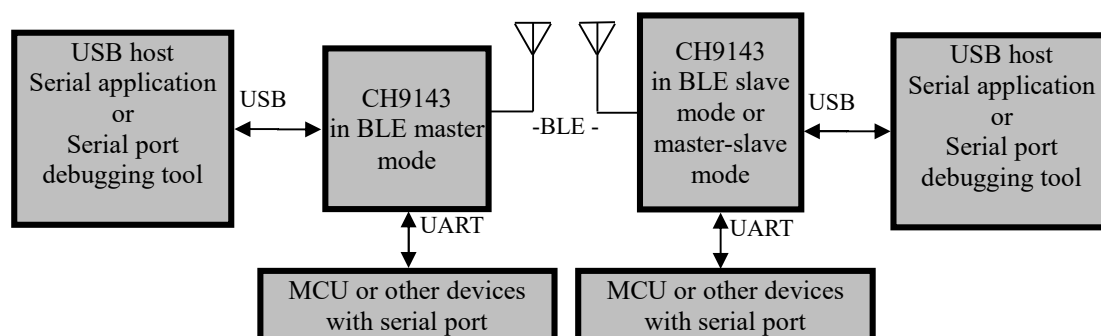 USB host
Serial application
or
Serial port
debugging tool
USB
CH9143
in BLE master
mode
-BLE -
CH9143
in BLE slave
mode or
master-slave
mode
USB
USB host
Serial application
or
Serial port
debugging tool
UART
UART
MCU or other devices
with serial port
MCU or other devices
with serial port